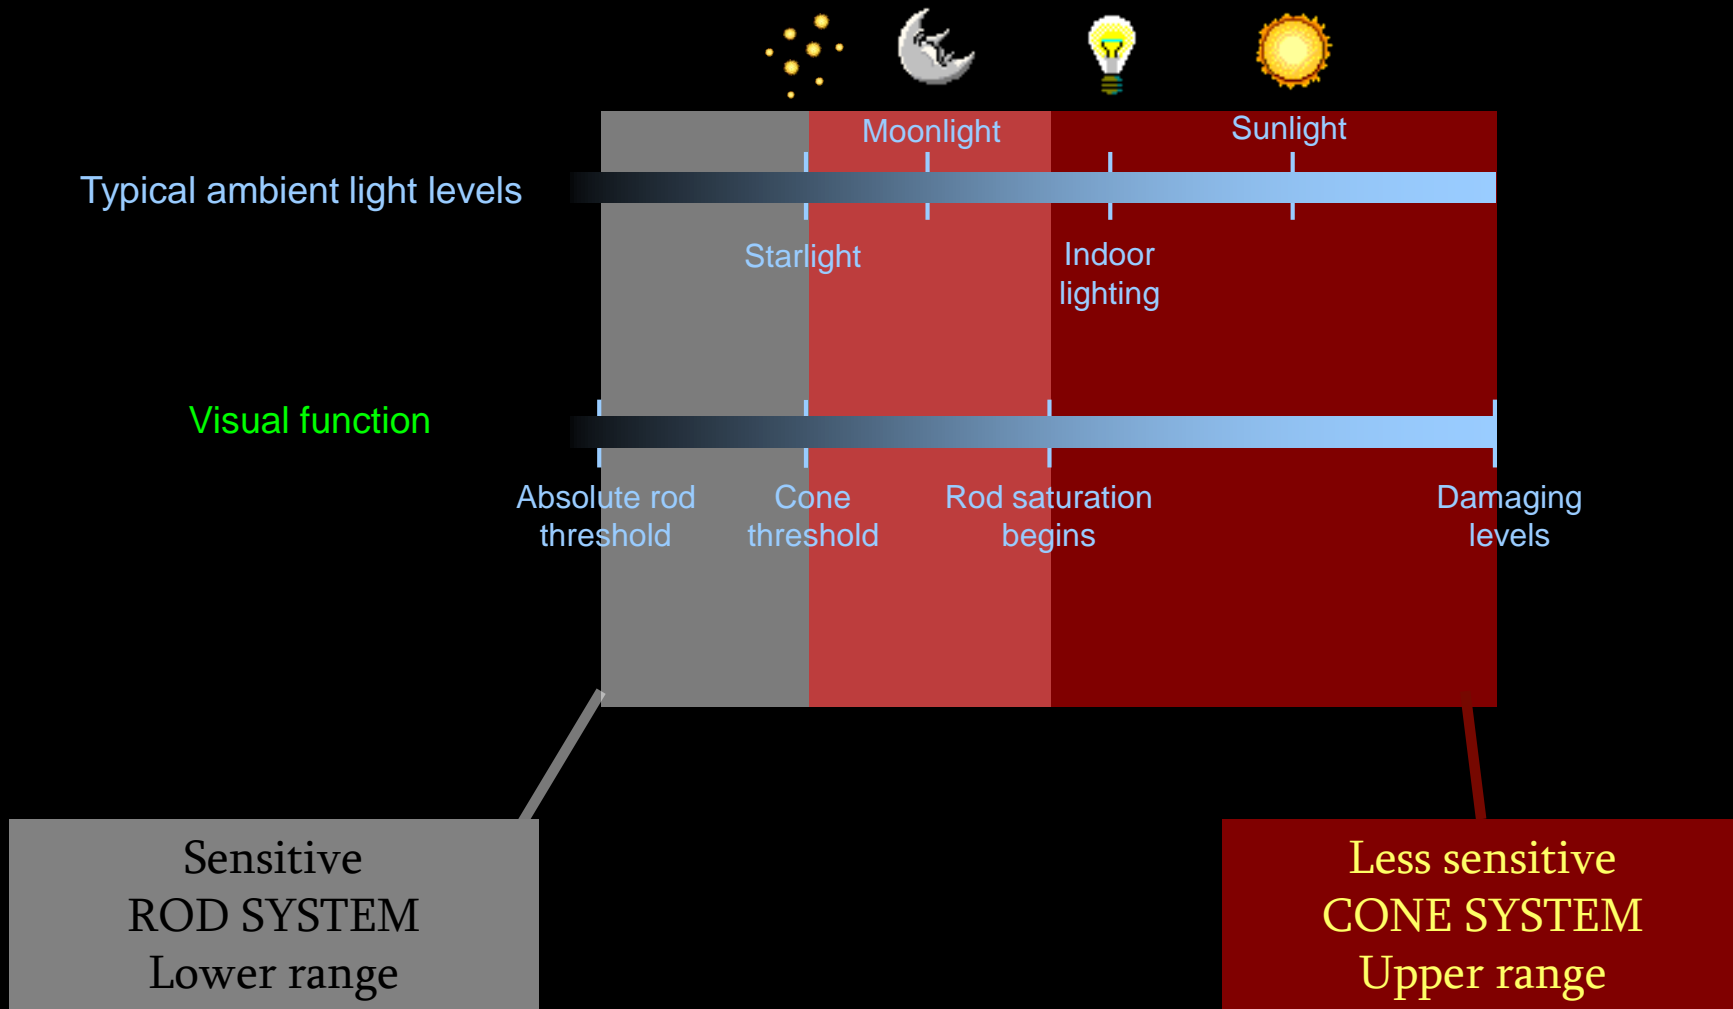 Moonlight
Sunlight
Typical ambient light levels
Starlight
Indoor
lighting
Visual function
Absolute rod
threshold
Cone
threshold
Rod saturation
begins
Damaging
levels
Sensitive
ROD SYSTEM
Lower range
Less sensitive
CONE SYSTEM
Upper range